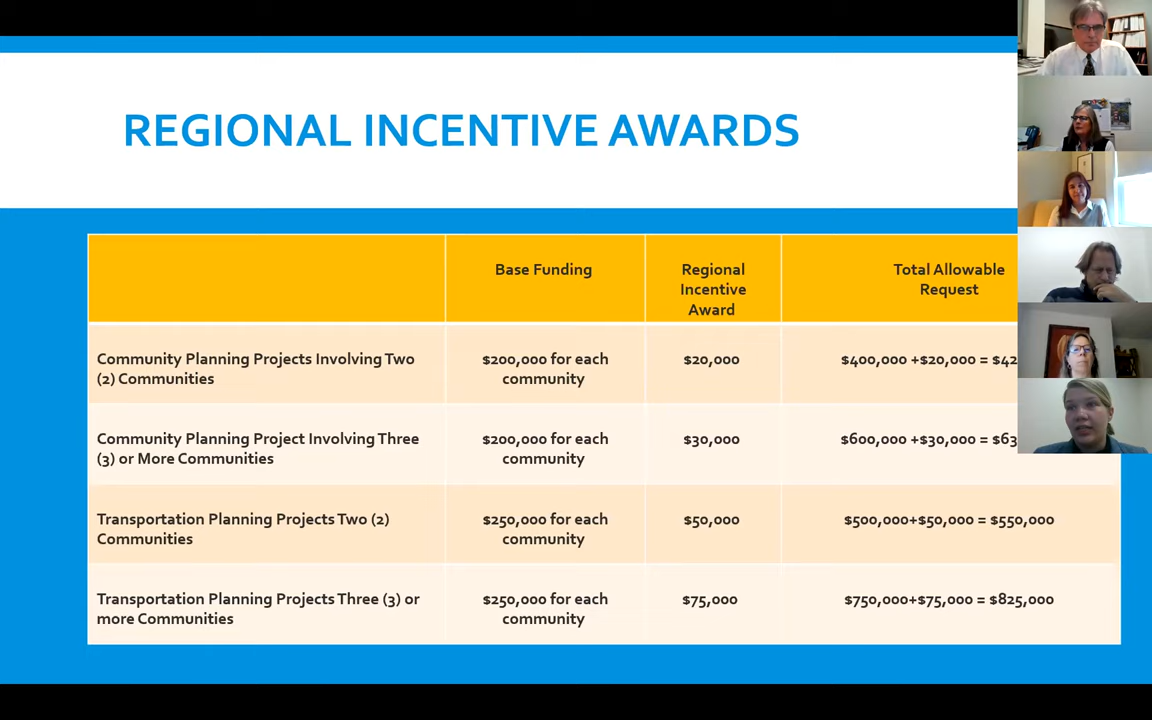 REGIONAL INCENTIVE AWARDS
Base Funding
Regional
Incentive
Award
Total Allowable
Request
Community Planning Projects Involving Two
(2) Communities
$200,000 for each
community
$20,000
$400,000 +$20,000 =
Community Planning Project Involving Three
(3) or More Communities
$200,000 for each
community
$30,000
$600,000 +$30,000 =
Transportation Planning Projects Two (2)
Communities
$250,000 for each
community
$50,000
$500,000+$50,000 = $550,000
Transportation Planning Projects Three (3) or
more Communities
$250,000 for each
community
$75,000
$750,000+$75,000 = $825,000